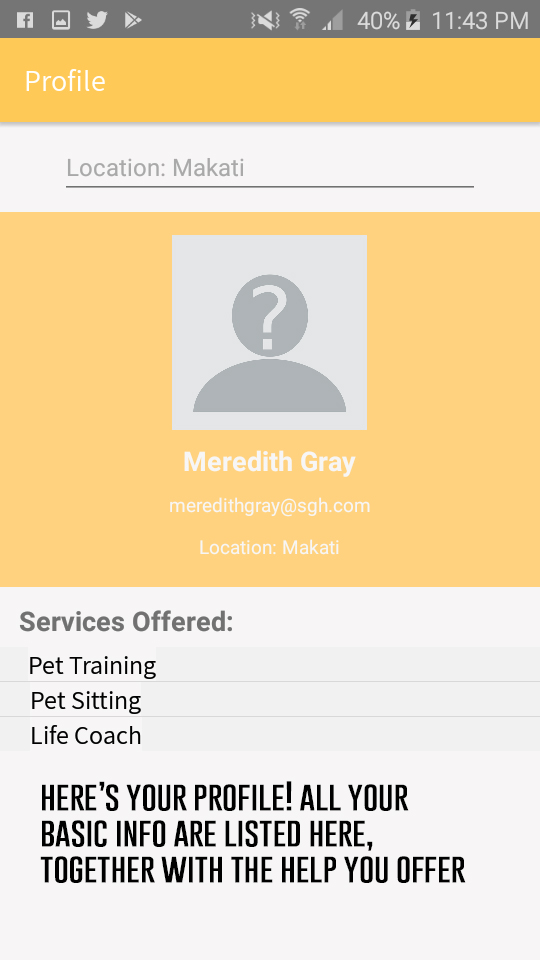 40% 11:43 PM
Profile
Location: Makati
?
Meredith Gray
meredithgray@sgh.com
Location: Makati
Services Offered:
Pet Training
Pet Sitting
Life Coach
HERE'S YOUR PROFILE! ALL YOUR
BASIC INFO ARE LISTED HERE,
TOGETHER WITH THE HELP YOU OFFER